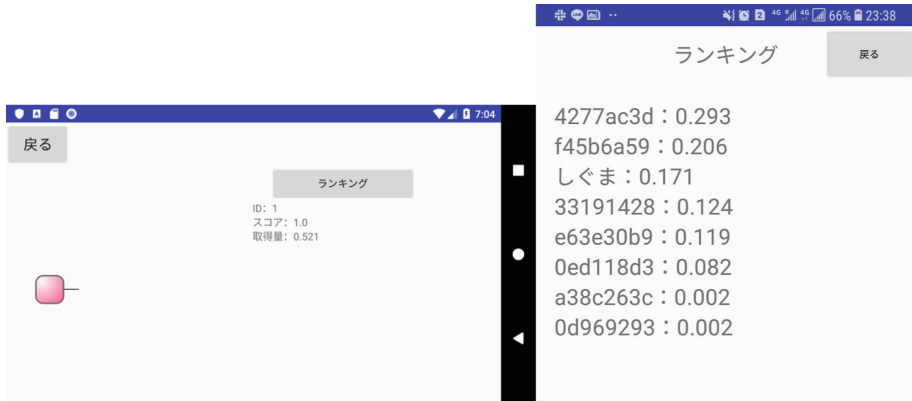 7:04
戻る
ランキング
ID：1
スコア：1.0
取得量：0.521
2 4G 4G 66% 23:38
ランキング
戻る
4277ac3d：0.293
f45b6a59：0.206
しぐま：0.171
33191428：0.124
e63e30b9：0.119
0ed118d3：0.082
a38c263c：0.002
0d969293：0.002